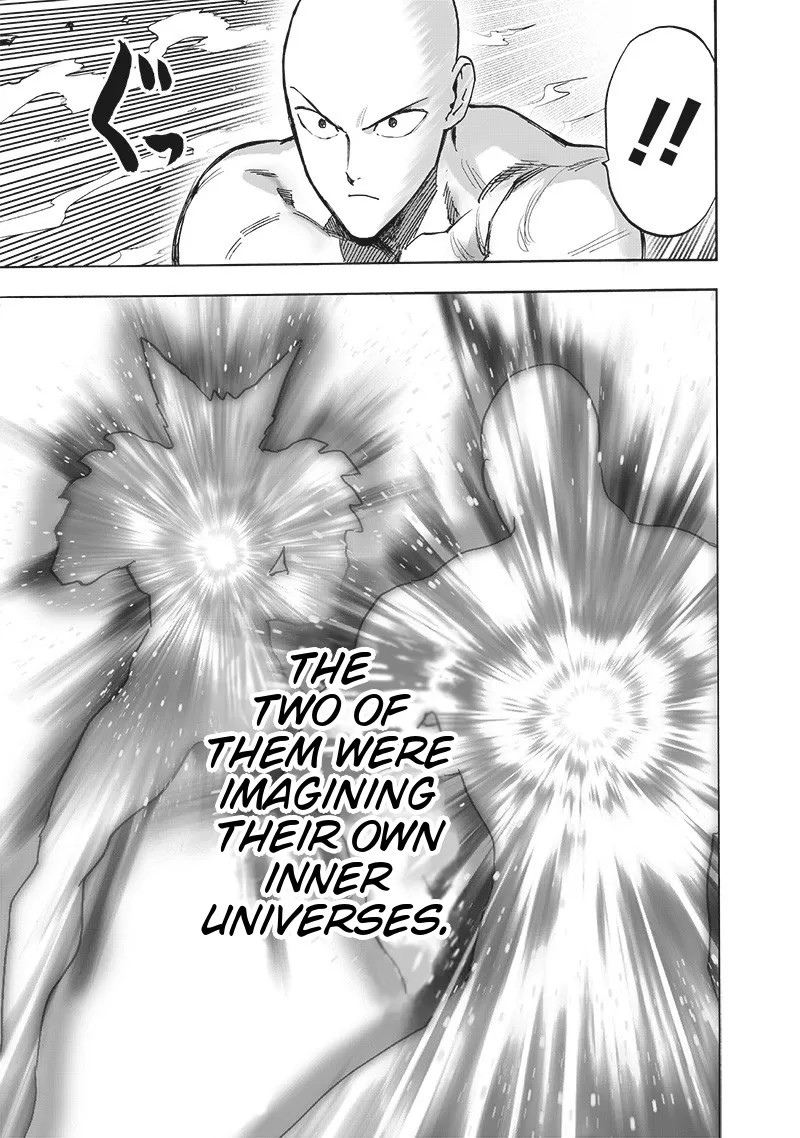 !!
ぐっ
THE
TWO OF
THEM WERE
IMAGINING
THEIR OWN
INNER
UNIVERSES.